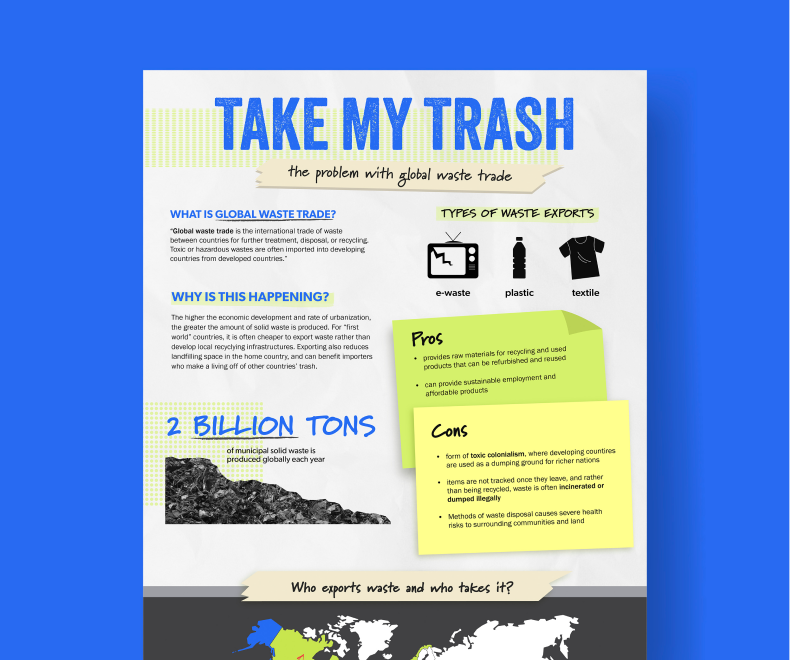 TAKE MY TRASH
the problem with global waste trade
WHAT IS GLOBAL WASTE TRADE?
"Global waste trade is the international trade of waste
between countries for further treatment, disposal, or recycling.
Toxic or hazardous wastes are often imported into developing
countries from developed countries."
WHY IS THIS HAPPENING?
The higher the economic development and rate of urbanization,
the greater the amount of solid waste is produced. For "first
world" countries, it is often cheaper to export waste rather than
develop local recyclying infrastructures. Exporting also reduces
landfilling space in the home country, and can benefit importers
who make a living off of other countries' trash.
2 BILLION TONS
of municipal solid waste is
produced globally each year
TYPES OF WASTE EXPORTS
e-waste
plastic
textile
Pros
• provides raw materials for recycling and used
products that can be refurbished and reused
• can provide sustainable employment and
affordable products
Cons
• form of toxic colonialism, where developing countires
are used as a dumping ground for richer nations
• items are not tracked once they leave, and rather
than being recycled, waste is often incinerated or
dumped illegally
• Methods of waste disposal causes severe health
risks to surrounding communities and land
Who exports waste and who takes it?